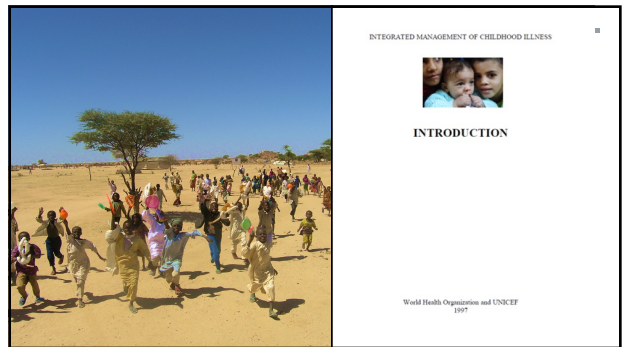 INTEGRATED MANAGEMENT OF CHILDHOOD ILLNESS
INTRODUCTION
World Health Organization and UNICEF
1997